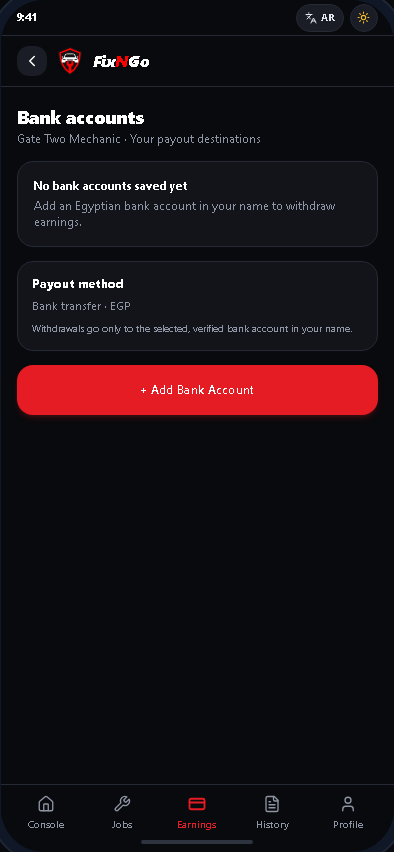 9:41
AR
FixNGo
Bank accounts
Gate Two Mechanic · Your payout destinations
No bank accounts saved yet
Add an Egyptian bank account in your name to withdraw
earnings.
Payout method
Bank transfer · EGP
Withdrawals go only to the selected, verified bank account in your name.
+ Add Bank Account
Console
Jobs
Earnings
History
Profile